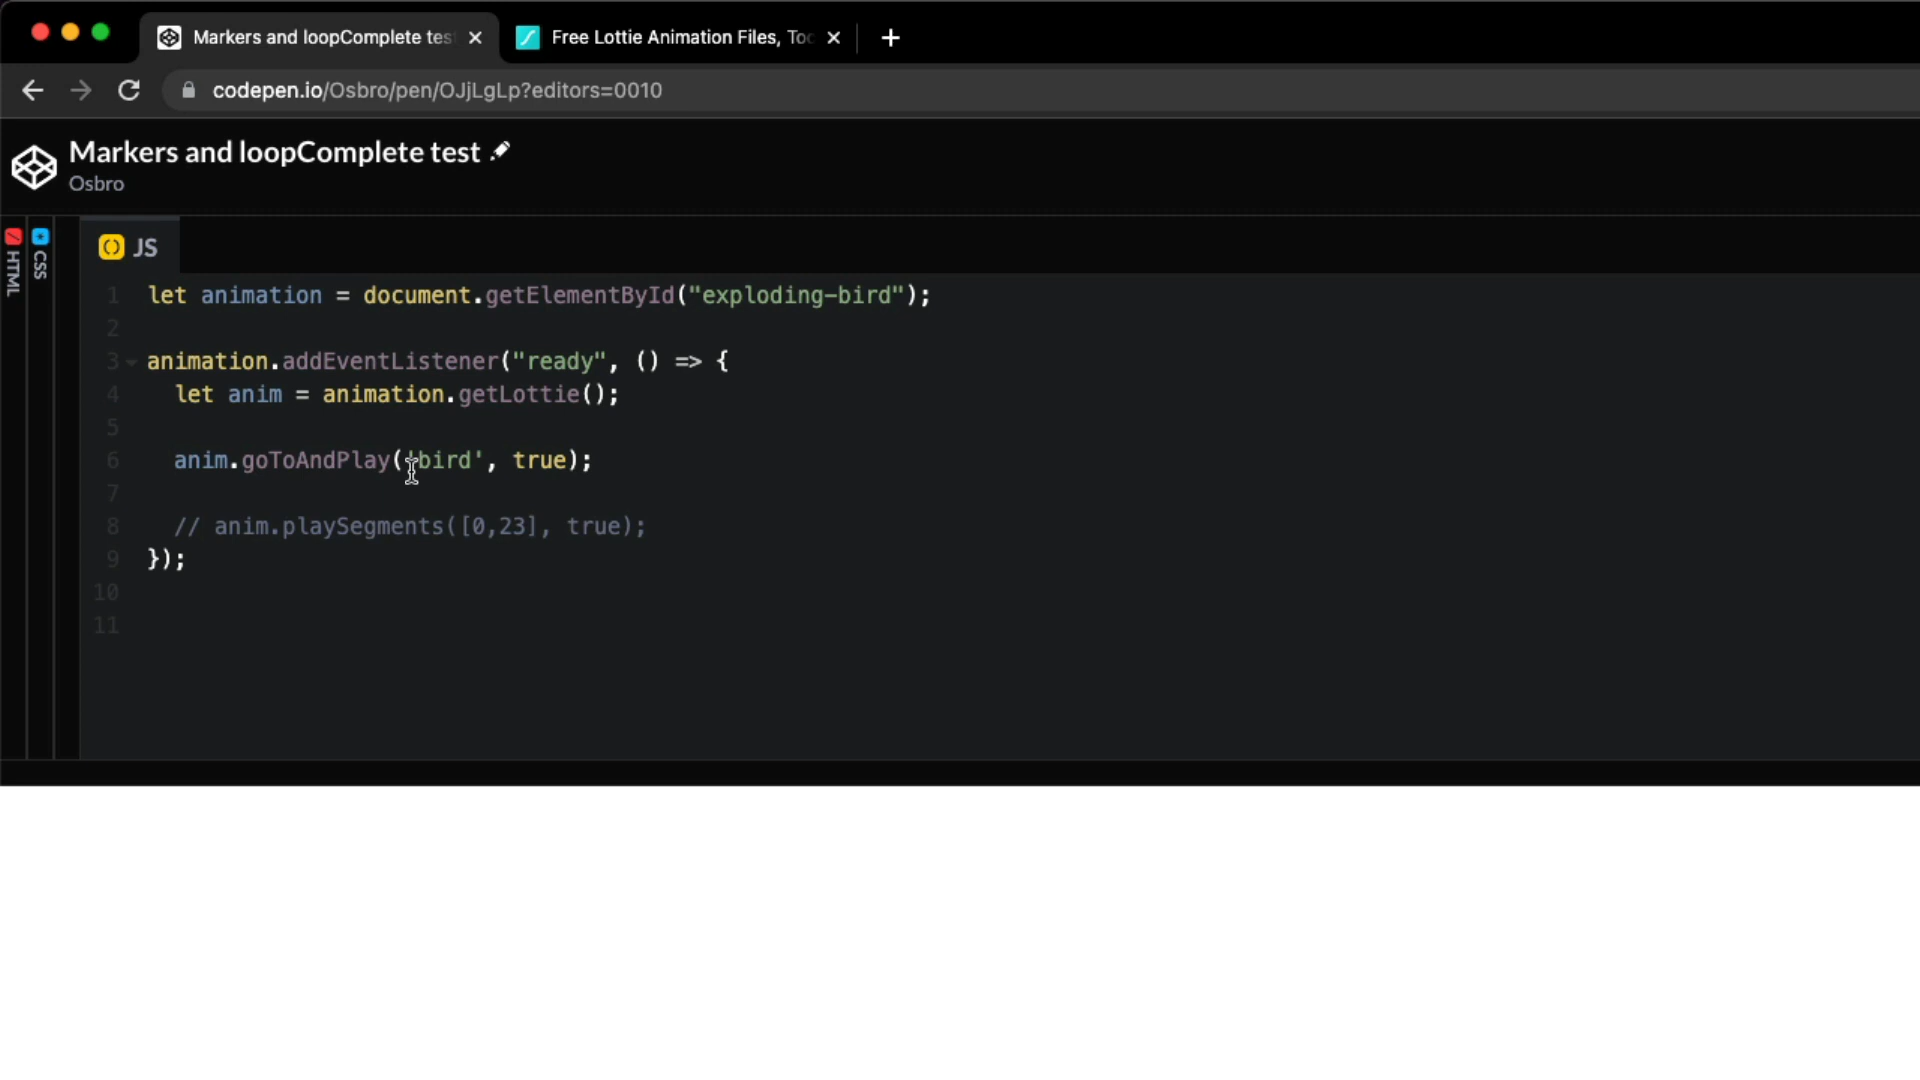 Markers and loopComplete tes
Free Lottie Animation Files, Too
codepen.io/Osbro/pen/OJjLgLp?editors=0010
Markers and loopComplete test
Osbro
HTML
CSS
JS
1 let animation = document.getElementById("exploding-bird");
2
3 animation.addEventListener("ready", () => {
4 let anim = animation.getLottie();
5
6 anim.goToAndPlay('bird', true);
7
8 // anim.playSegments([0,23], true);
9 });
10
11